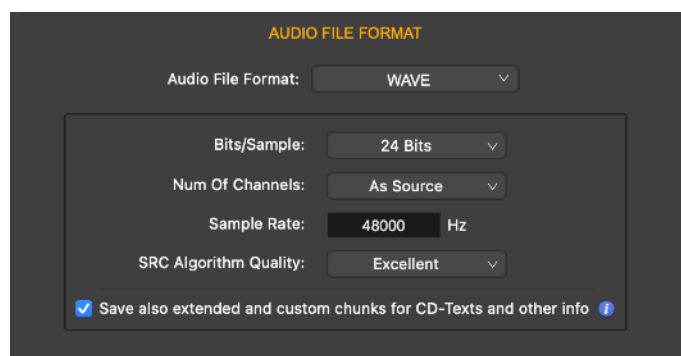 AUDIO FILE FORMAT
Audio File Format: WAVE
Bits/Sample: 24 Bits
Num Of Channels: As Source
Sample Rate: 48000 Hz
SRC Algorithm Quality: Excellent
Save also extended and custom chunks for CD-Texts and other info i